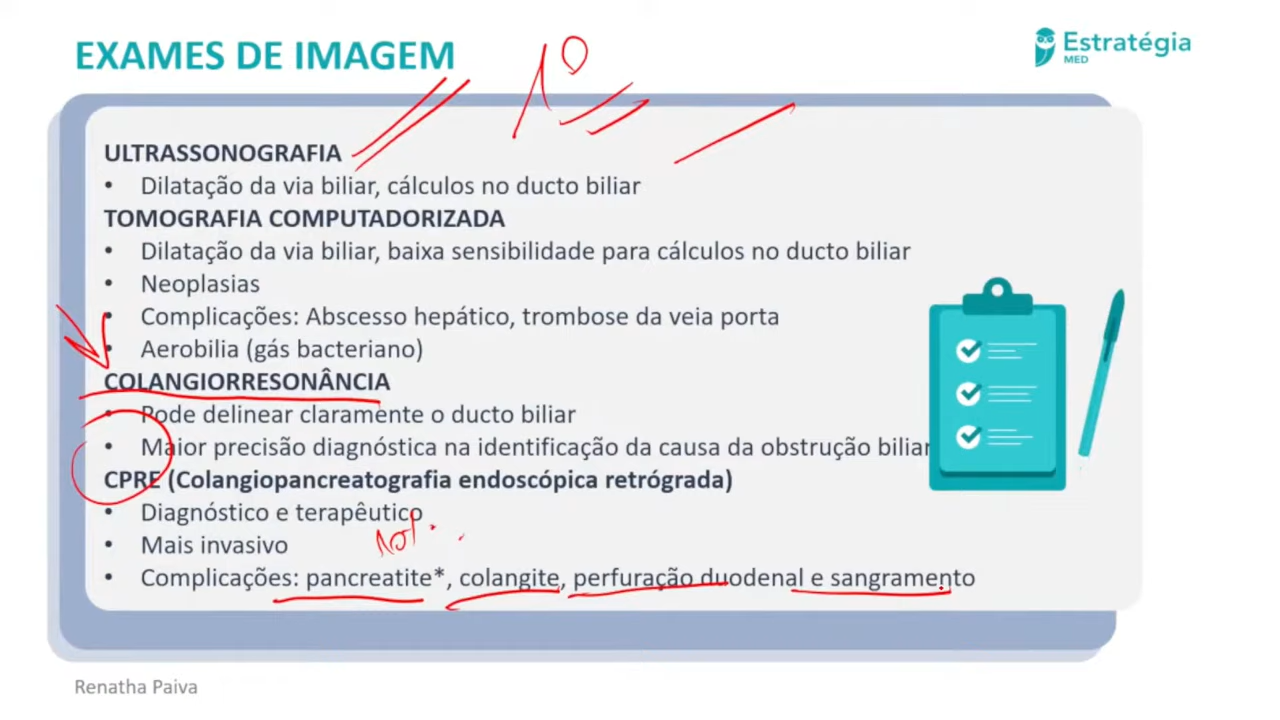 EXAMES DE IMAGEM
Estratégia
MED
10
ULTRASSONOGRAFIA
• Dilatação da via biliar, cálculos no ducto biliar
TOMOGRAFIA COMPUTADORIZADA
• Dilatação da via biliar, baixa sensibilidade para cálculos no ducto biliar
• Neoplasias
• Complicações: Abscesso hepático, trombose da veia porta
• Aerobilia (gás bacteriano)
COLANGIORRESONÂNCIA
• Pode delinear claramente o ducto biliar
• Maior precisão diagnóstica na identificação da causa da obstrução biliar
CPRE (Colangiopancreatografia endoscópica retrógrada)
• Diagnóstico e terapêutico
• Mais invasivo
• Complicações: pancreatite*, colangite, perfuração duodenal e sangramento
Renatha Paiva